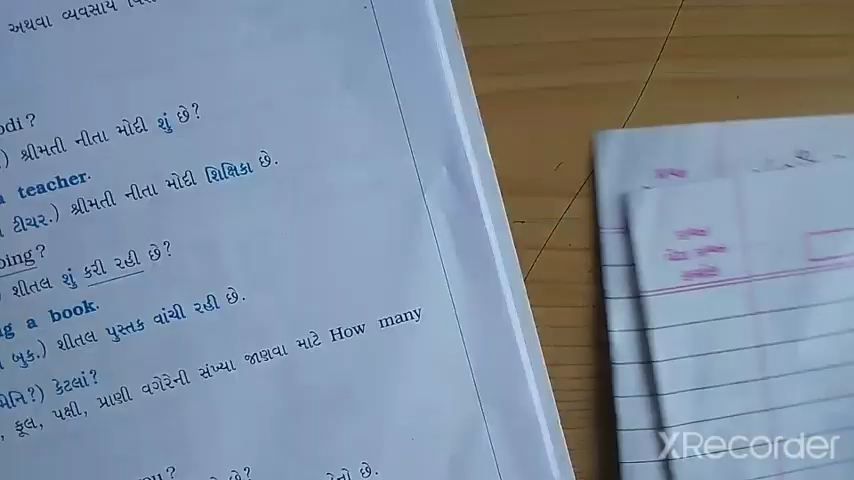 અથવા વ્યવસાય
odi?
.) શ્રીમતી નીતા મોદી શું છે?
a teacher.
ા ટીચર.) શ્રીમતી નીતા મોદી શિક્ષિકા છે.
oing?
) શીતલ શું કરી રહી છે?
g a book.
બુક.) શીતલ પુસ્તક વાંચી રહી છે.
મેનિ?) કેટલાં?
, ફૂલ, પક્ષી, પ્રાણી વગેરેની સંખ્યા જાણવા માટે How many
છે?
છે.
XRecorder